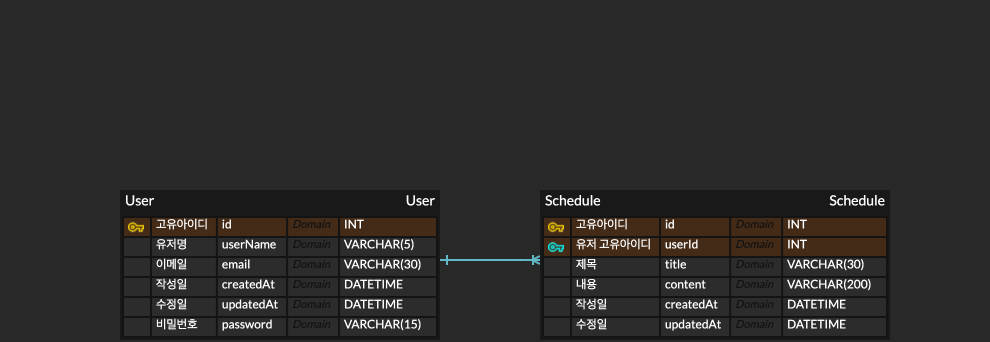 User User
고유아이디 id Domain INT
유저명 userName Domain VARCHAR(5)
이메일 email Domain VARCHAR(30)
작성일 createdAt Domain DATETIME
수정일 updatedAt Domain DATETIME
비밀번호 password Domain VARCHAR(15)
Schedule Schedule
고유아이디 id Domain INT
유저 고유아이디 userId Domain INT
제목 title Domain VARCHAR(30)
내용 content Domain VARCHAR(200)
작성일 createdAt Domain DATETIME
수정일 updatedAt Domain DATETIME